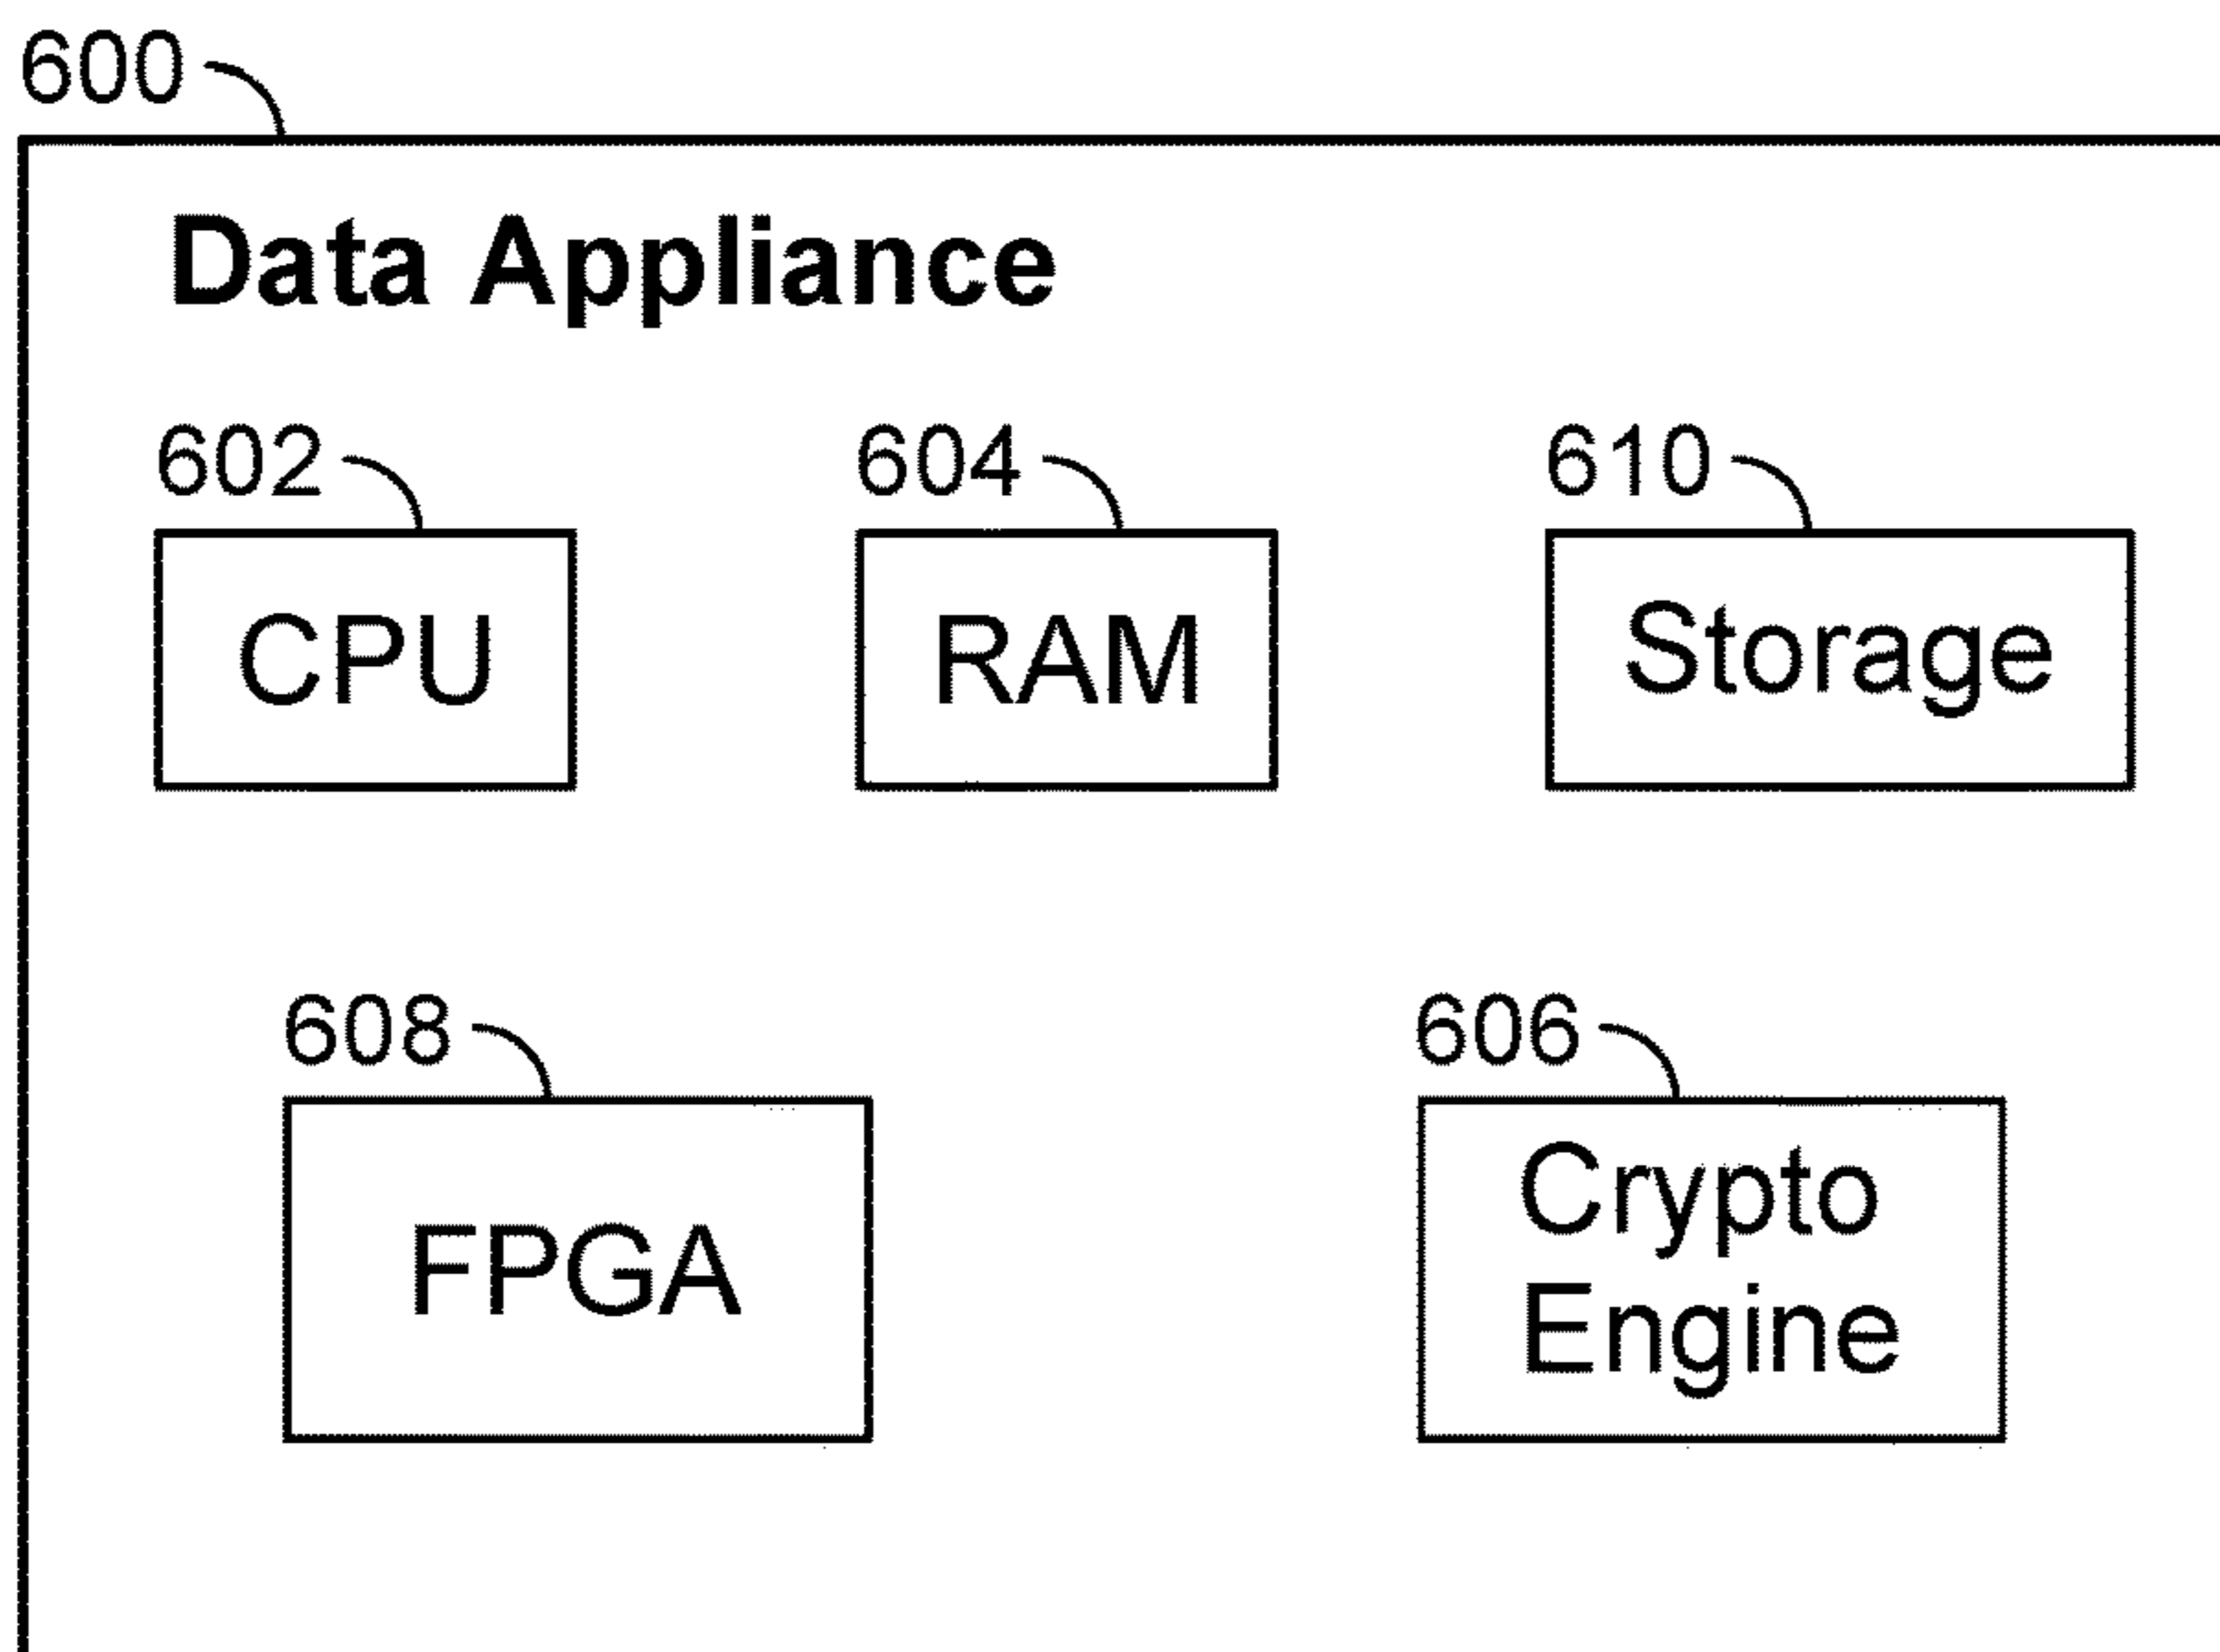 600
Data Appliance
602
604
610
CPU
RAM
Storage
608
606
FPGA
Crypto
Engine